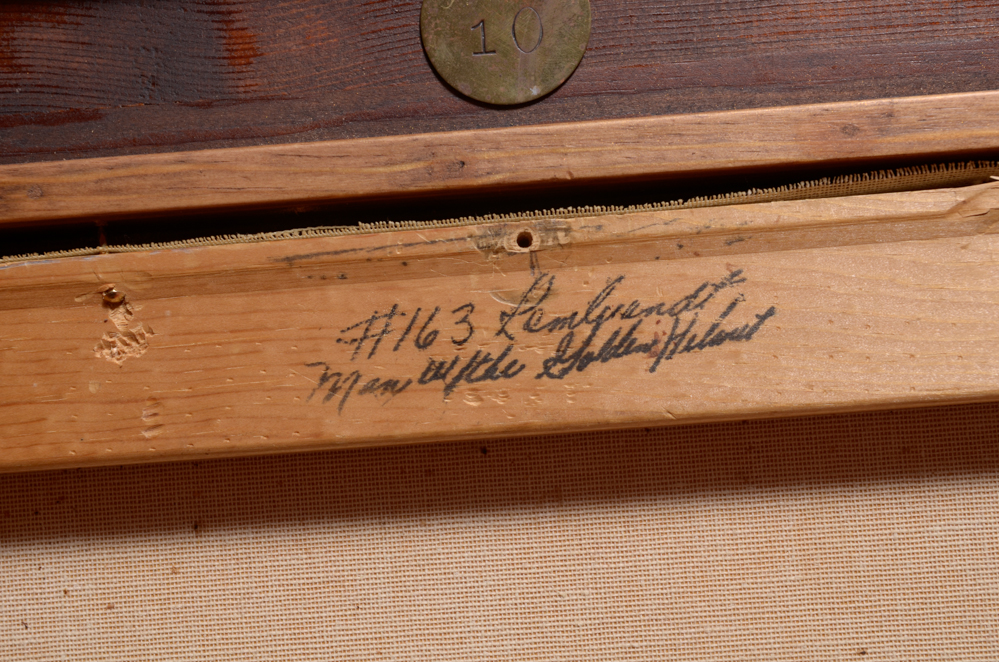 10
#163 Rembrandt
Man w/the Golden Helmet